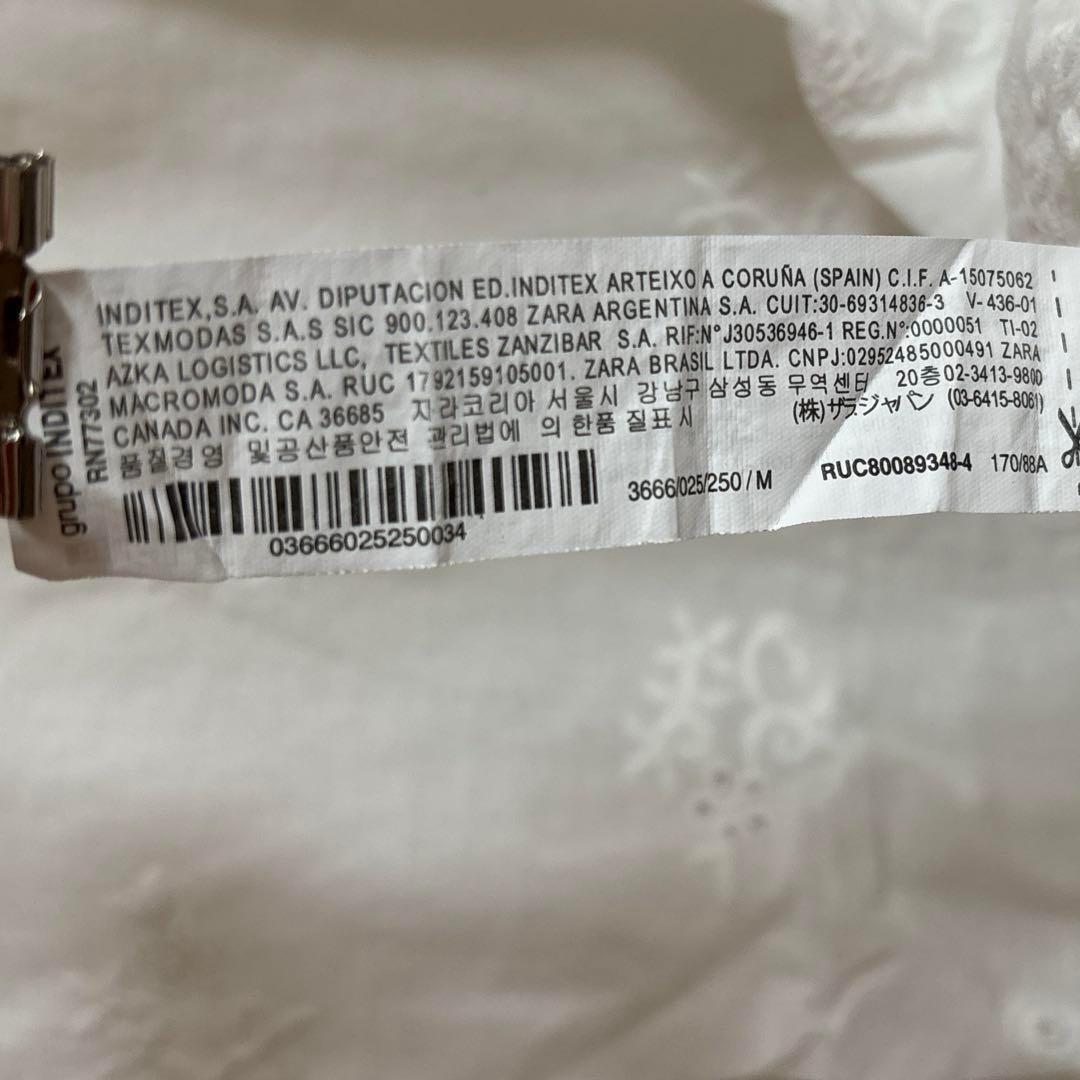 INDITEX,S.A. AV. DIPUTACION ED.INDITEX ARTEIXO A CORUÑA (SPAIN) C.I.F. A-15075062
TEXMODAS S.A.S SIC 900.123.408 ZARA ARGENTINA S.A. CUIT:30-69314836-3 V-436-01
AZKA LOGISTICS LLC, TEXTILES ZANZIBAR S.A. RIF:N°J30536946-1 REG.N°:0000051 TI-02
MACROMODA S.A. RUC 1792159105001. ZARA BRASIL LTDA. CNPJ:02952485000491 ZARA
CANADA INC. CA 36685 자라코리아 서울시 강남구 삼성동 무역센터 20층 02-3413-9800
품질경영 및공산품안전 관리법에 의한품 질표시 (株)ザラジャパン (03-6415-8061)
03666025250034
3666/025/250 / M
RUC80089348-4 170/88A
grupo INDITEX
RN77302